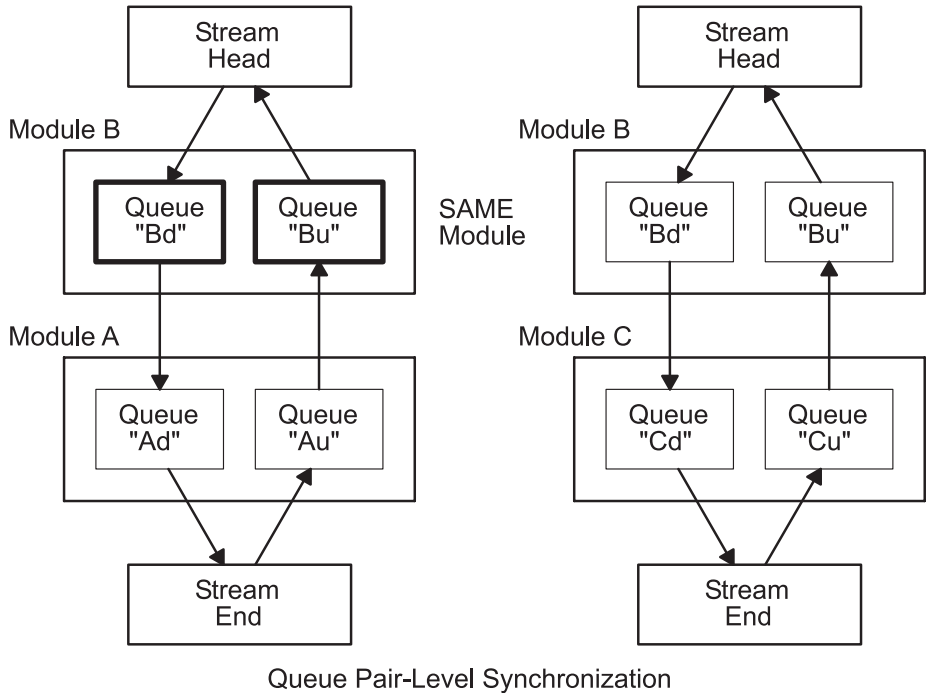 Stream
Head
Module B
Queue
"Bd"
Queue
"Bu"
Module A
Queue
"Ad"
Queue
"Au"
Stream
End
SAME
Module
Stream
Head
Module B
Queue
"Bd"
Queue
"Bu"
Module C
Queue
"Cd"
Queue
"Cu"
Stream
End
Queue Pair-Level Synchronization